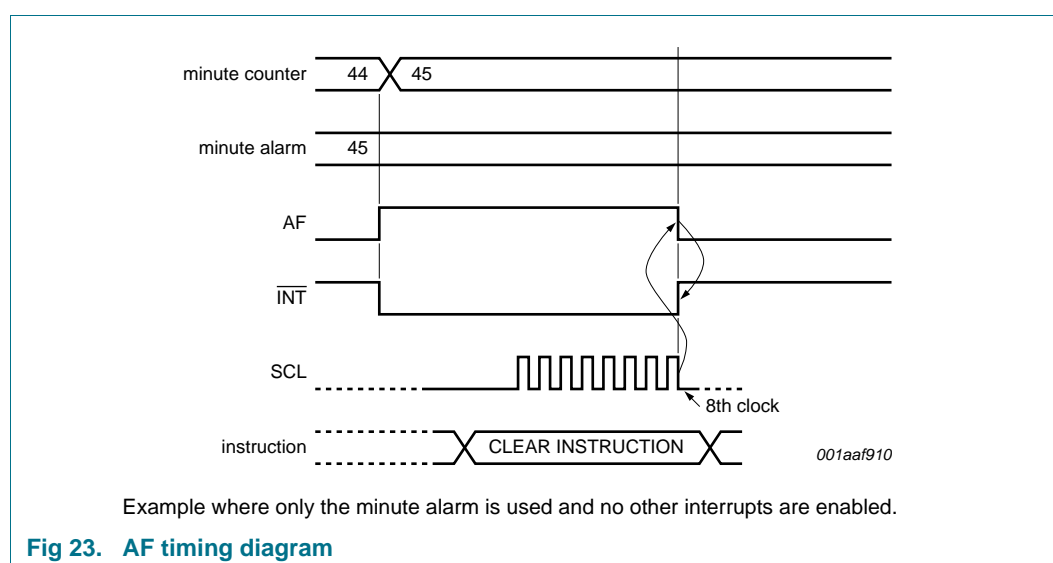 minute counter 44 45
minute alarm 45
AF
INT
SCL
8th clock
instruction CLEAR INSTRUCTION
001aaf910
Example where only the minute alarm is used and no other interrupts are enabled.
Fig 23. AF timing diagram